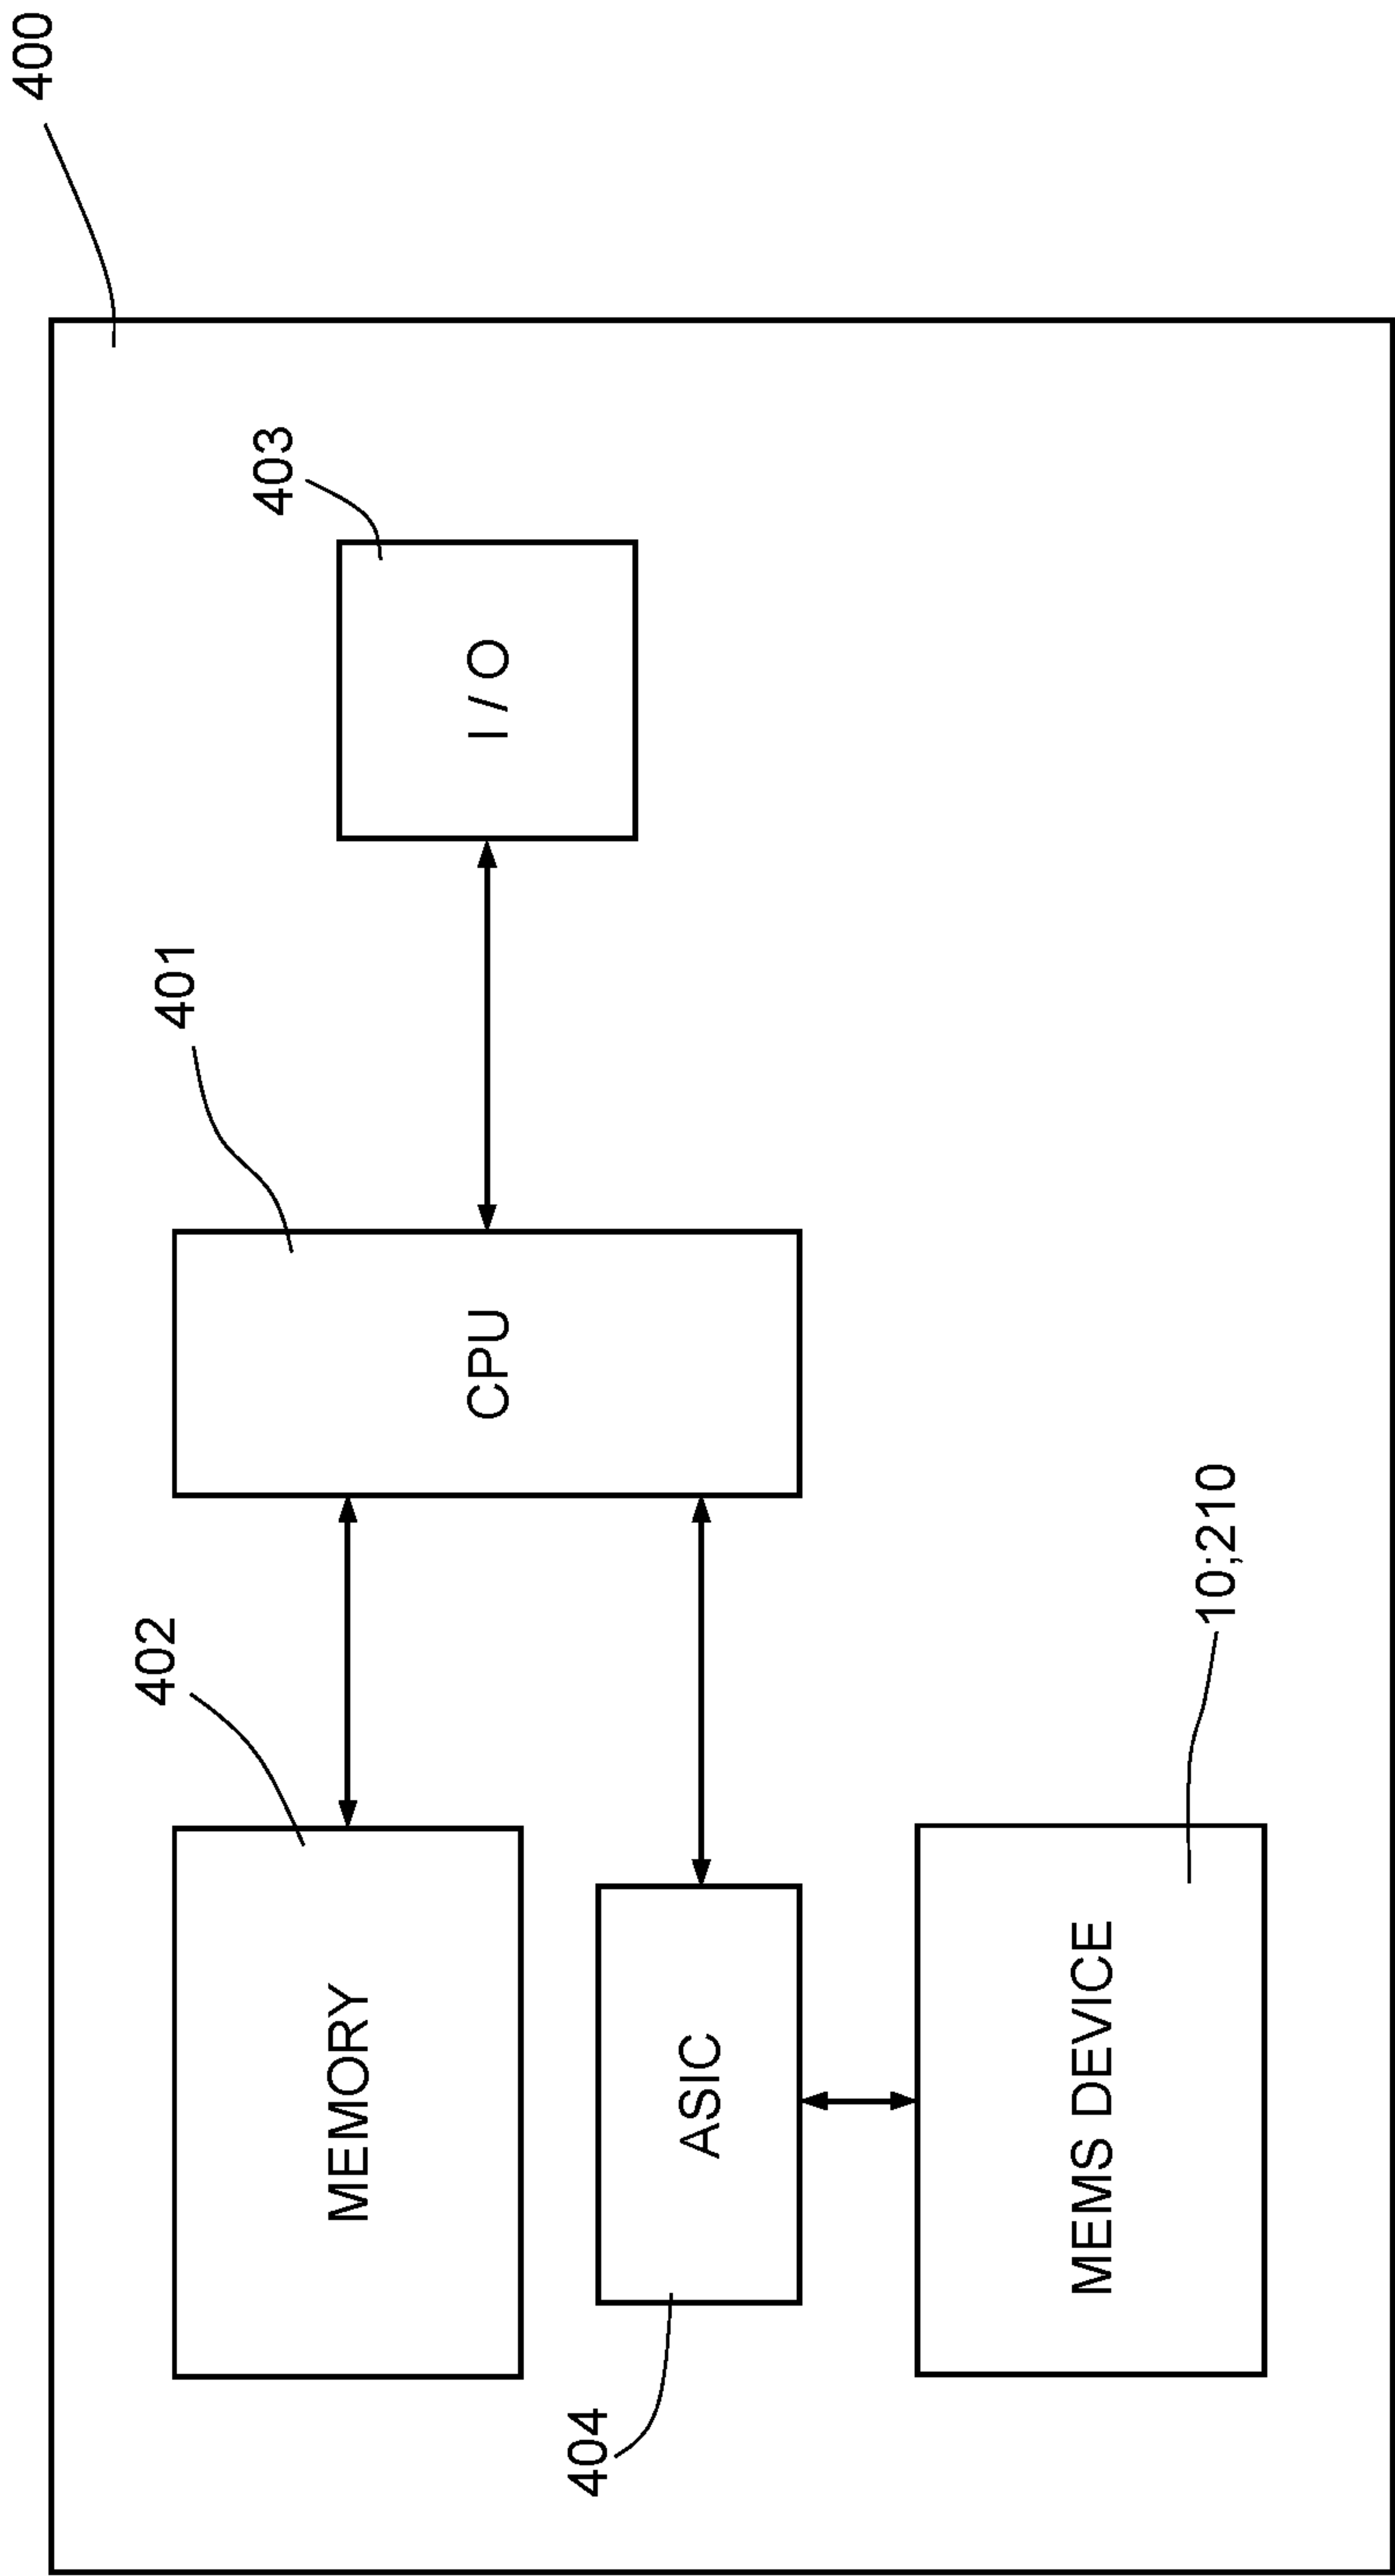 400
403
I / O
401
CPU
402
MEMORY
404
ASIC
10;210
MEMS DEVICE